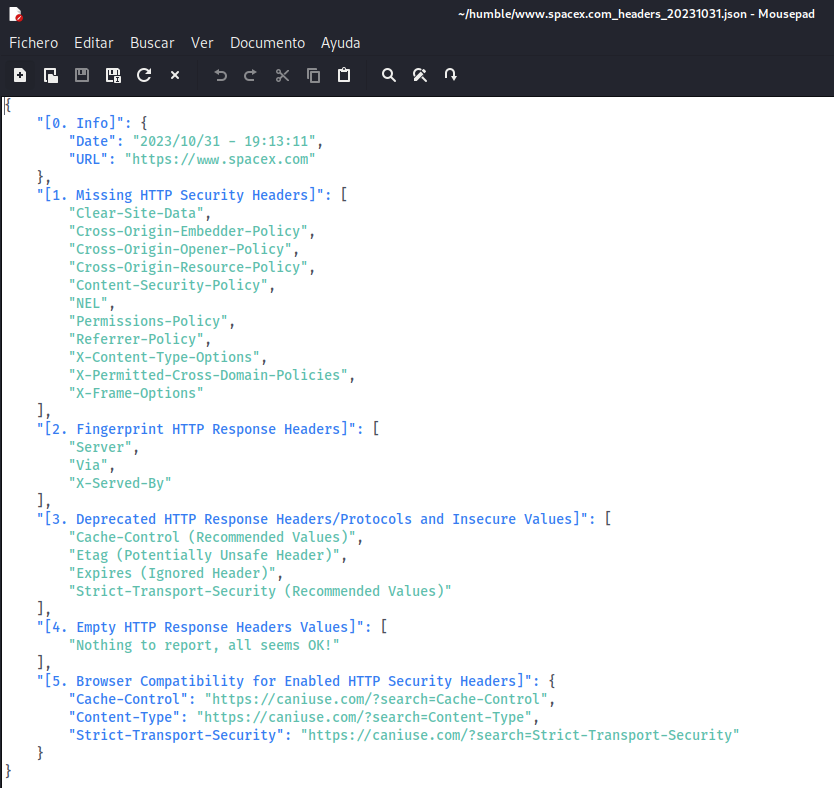 ~/humble/www.spacex.com_headers_20231031.json - Mousepad
Fichero Editar Buscar Ver Documento Ayuda
{
    "[0. Info]": {
        "Date": "2023/10/31 - 19:13:11",
        "URL": "https://www.spacex.com"
    },
    "[1. Missing HTTP Security Headers]": [
        "Clear-Site-Data",
        "Cross-Origin-Embedder-Policy",
        "Cross-Origin-Opener-Policy",
        "Cross-Origin-Resource-Policy",
        "Content-Security-Policy",
        "NEL",
        "Permissions-Policy",
        "Referrer-Policy",
        "X-Content-Type-Options",
        "X-Permitted-Cross-Domain-Policies",
        "X-Frame-Options"
    ],
    "[2. Fingerprint HTTP Response Headers]": [
        "Server",
        "Via",
        "X-Served-By"
    ],
    "[3. Deprecated HTTP Response Headers/Protocols and Insecure Values]": [
        "Cache-Control (Recommended Values)",
        "Etag (Potentially Unsafe Header)",
        "Expires (Ignored Header)",
        "Strict-Transport-Security (Recommended Values)"
    ],
    "[4. Empty HTTP Response Headers Values]": [
        "Nothing to report, all seems OK!"
    ],
    "[5. Browser Compatibility for Enabled HTTP Security Headers]": {
        "Cache-Control": "https://caniuse.com/?search=Cache-Control",
        "Content-Type": "https://caniuse.com/?search=Content-Type",
        "Strict-Transport-Security": "https://caniuse.com/?search=Strict-Transport-Security"
    }
}